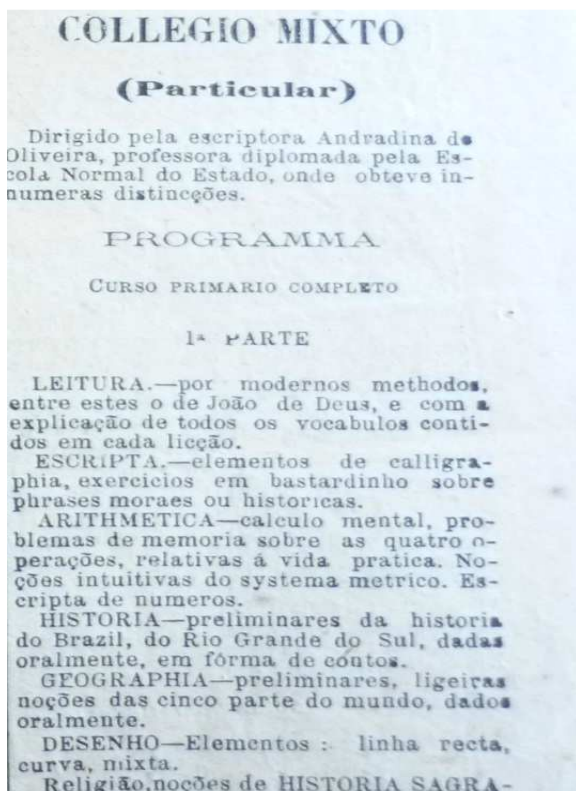 COLLEGIO MIXTO
(Particular)
Dirigido pela escriptora Andradina de
Oliveira, professora diplomada pela Es-
cola Normal do Estado, onde obteve in-
numeras distincções.
PROGRAMMA
CURSO PRIMARIO COMPLETO
1ª PARTE
LEITURA.—por modernos methodos,
entre estes o de João de Deus, e com a
explicação de todos os vocabulos conti-
dos em cada licção.
ESCRIPTA.—elementos de calligra-
phia, exercicios em bastardinho sobre
phrases moraes ou historicas.
ARITHMETICA—calculo mental, pro-
blemas de memoria sobre as quatro o-
perações, relativas á vida pratica. No-
ções intuitivas do systema metrico. Es-
cripta de numeros.
HISTORIA—preliminares da historia
do Brazil, do Rio Grande do Sul, dadas
oralmente, em fórma de contos.
GEOGRAPHIA—preliminares, ligeiras
noções das cinco parte do mundo, dados
oralmente.
DESENHO—Elementos : linha recta,
curva, mixta.
Religião,noções de HISTORIA SAGRA-